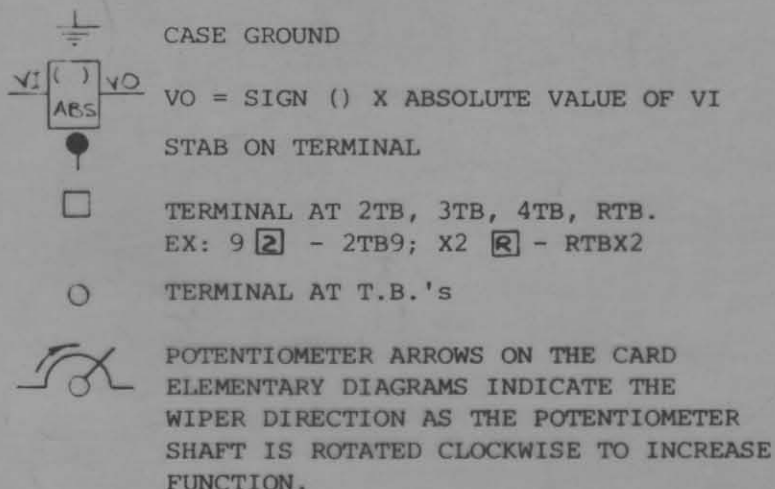 CASE GROUND
VI ( ) VO
ABS
VO = SIGN () X ABSOLUTE VALUE OF VI
STAB ON TERMINAL
TERMINAL AT 2TB, 3TB, 4TB, RTB.
EX: 9 2 - 2TB9; X2 R - RTBX2
TERMINAL AT T.B.'s
POTENTIOMETER ARROWS ON THE CARD
ELEMENTARY DIAGRAMS INDICATE THE
WIPER DIRECTION AS THE POTENTIOMETER
SHAFT IS ROTATED CLOCKWISE TO INCREASE
FUNCTION.